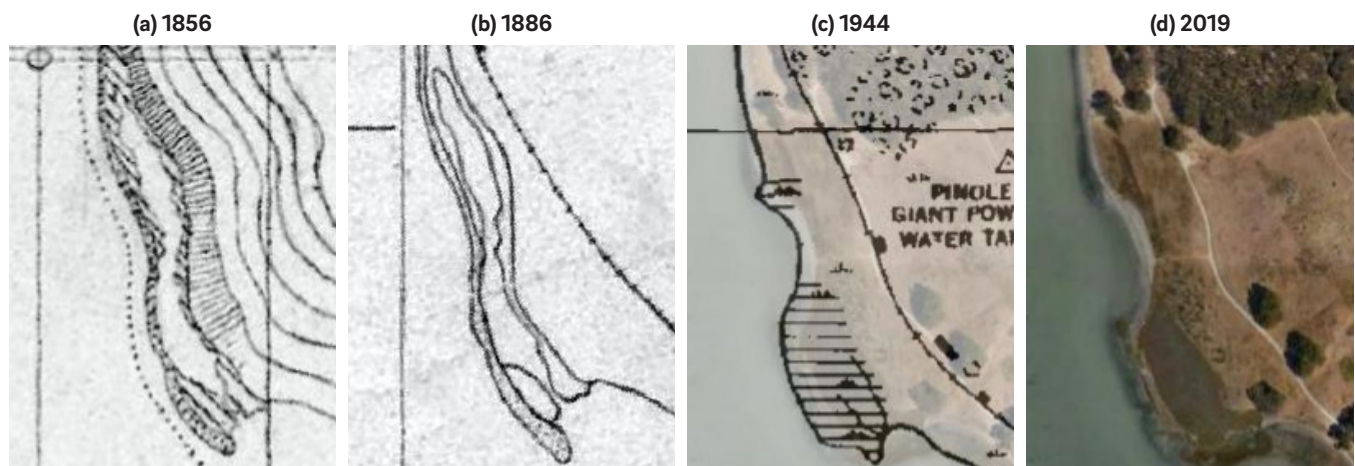 (a) 1856
(b) 1886
(c) 1944
(d) 2019
PINOLE
GIANT POW
WATER TA